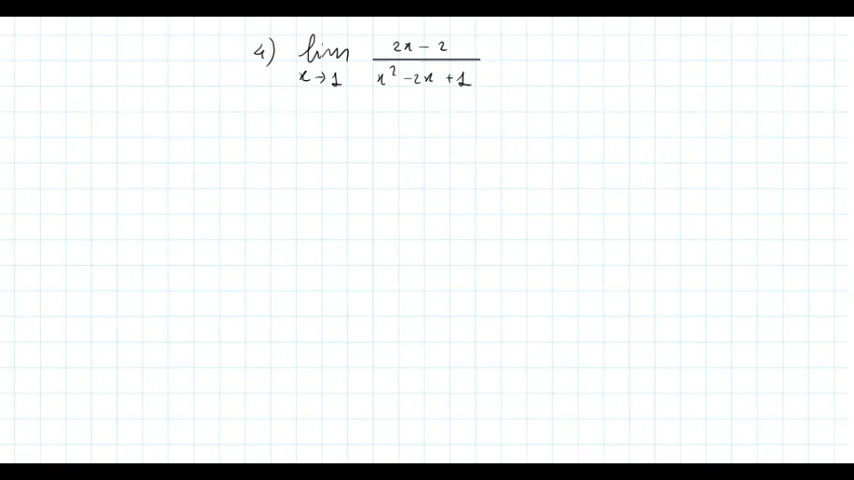 4) lim x→1 2x - 2 / x² - 2x + 1